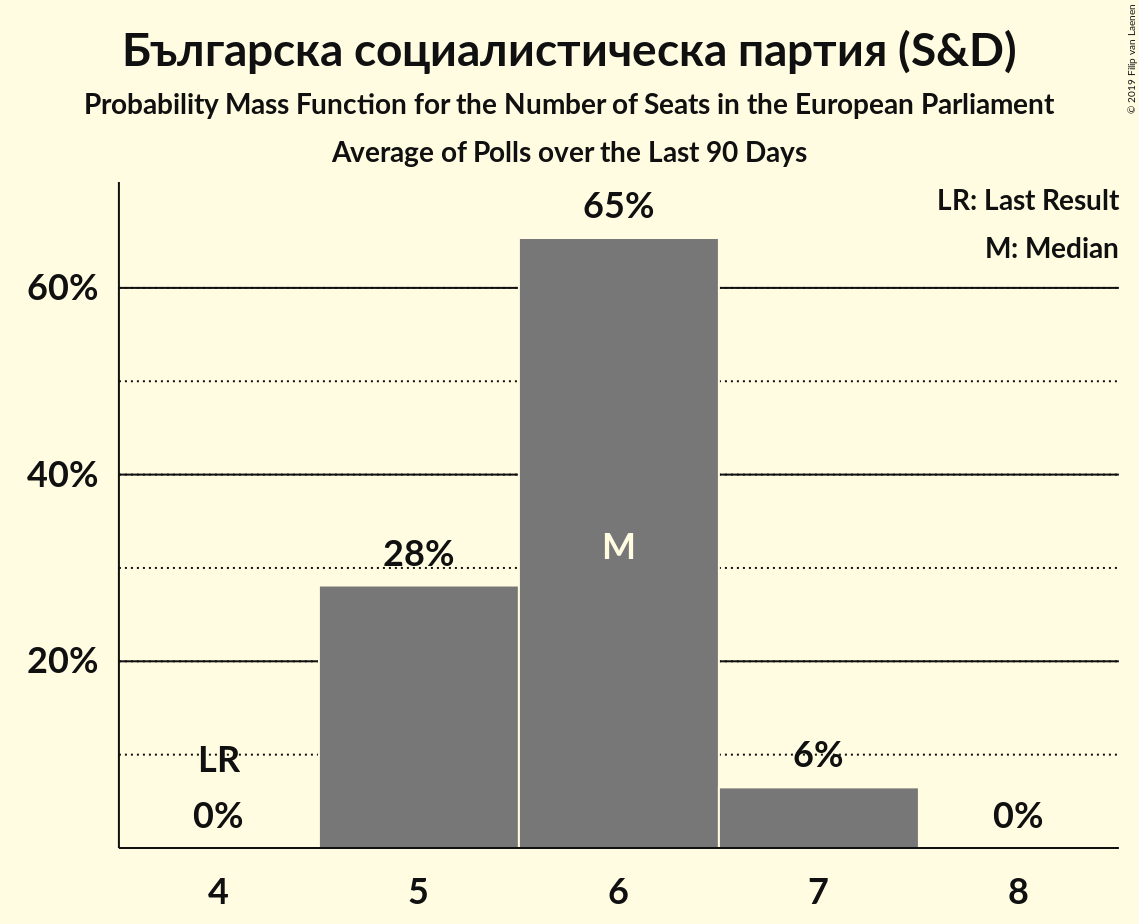 Българска социалистическа партия (S&D)
Probability Mass Function for the Number of Seats in the European Parliament
Average of Polls over the Last 90 Days
© 2019 Filip van Laenen
LR: Last Result
M: Median
65%
60%
40%
28%
M
20%
LR
6%
0%
0%
4 5 6 7 8